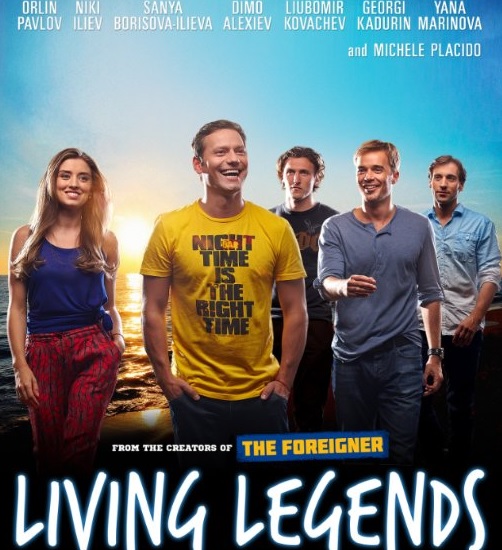 ORLIN NIKI SANYA DIMO LIUBOMIR GEORGI YANA
PAVLOV ILIEV BORISOVA-ILIEVA ALEXIEV KOVACHEV KADURIN MARINOVA
and MICHELE PLACIDO
NIGHT
TIME
IS
THE
RIGHT
TIME
FROM THE CREATORS OF THE FOREIGNER
LIVING LEGENDS